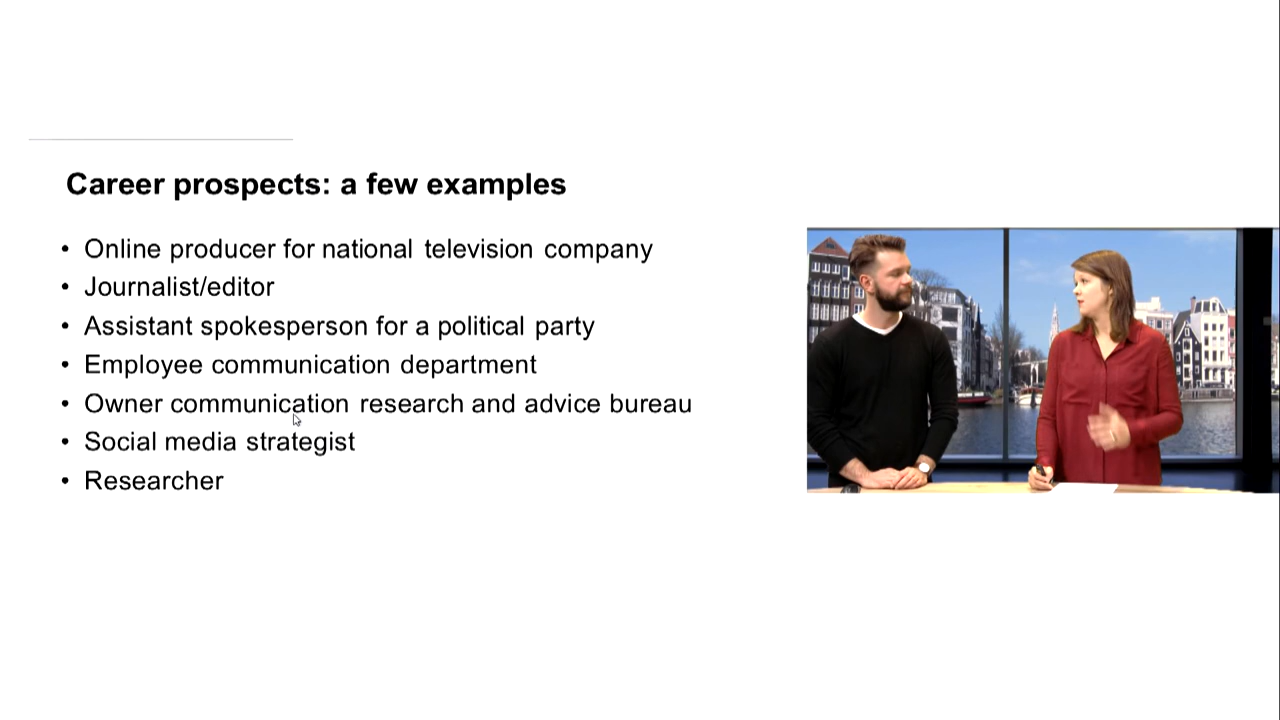 Career prospects: a few examples
• Online producer for national television company
• Journalist/editor
• Assistant spokesperson for a political party
• Employee communication department
• Owner communication research and advice bureau
• Social media strategist
• Researcher